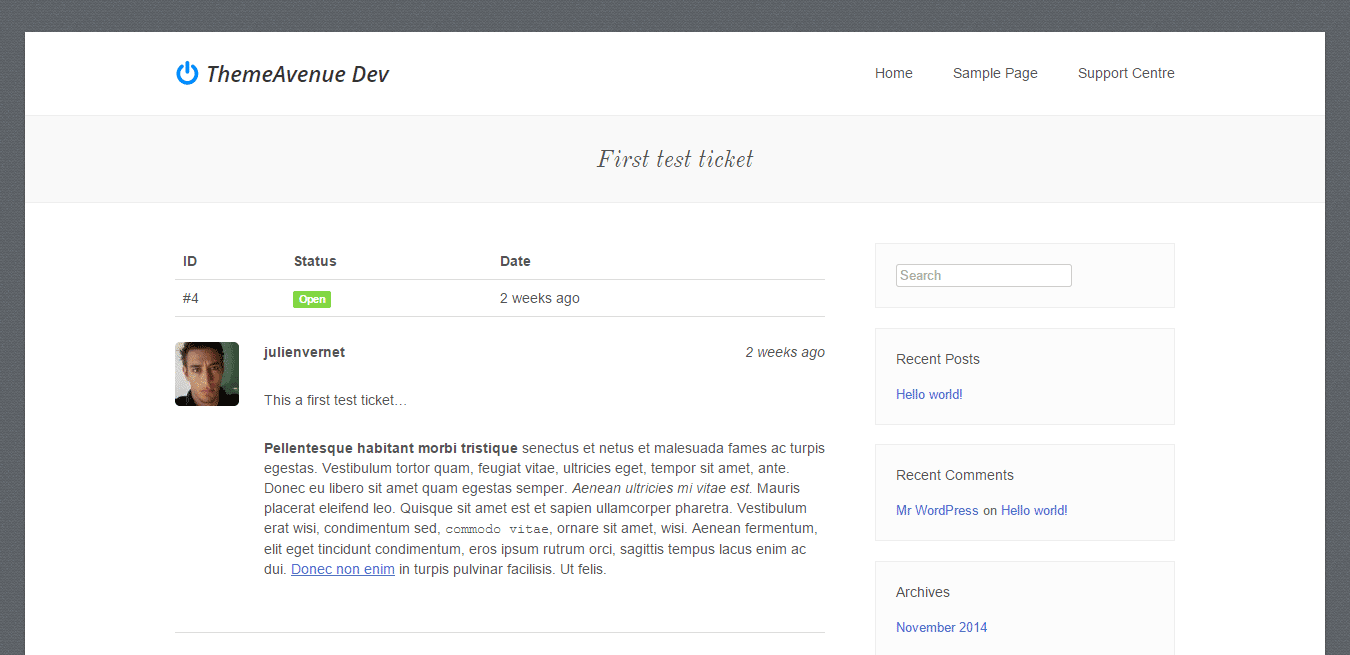 ThemeAvenue Dev
Home Sample Page Support Centre
First test ticket
ID Status Date
#4 Open 2 weeks ago
julienvernet 2 weeks ago
This a first test ticket…
Pellentesque habitant morbi tristique senectus et netus et malesuada fames ac turpis
egestas. Vestibulum tortor quam, feugiat vitae, ultricies eget, tempor sit amet, ante.
Donec eu libero sit amet quam egestas semper. Aenean ultricies mi vitae est. Mauris
placerat eleifend leo. Quisque sit amet est et sapien ullamcorper pharetra. Vestibulum
erat wisi, condimentum sed, commodo vitae, ornare sit amet, wisi. Aenean fermentum,
elit eget tincidunt condimentum, eros ipsum rutrum orci, sagittis tempus lacus enim ac
dui. Donec non enim in turpis pulvinar facilisis. Ut felis.
Search
Recent Posts
Hello world!
Recent Comments
Mr WordPress on Hello world!
Archives
November 2014